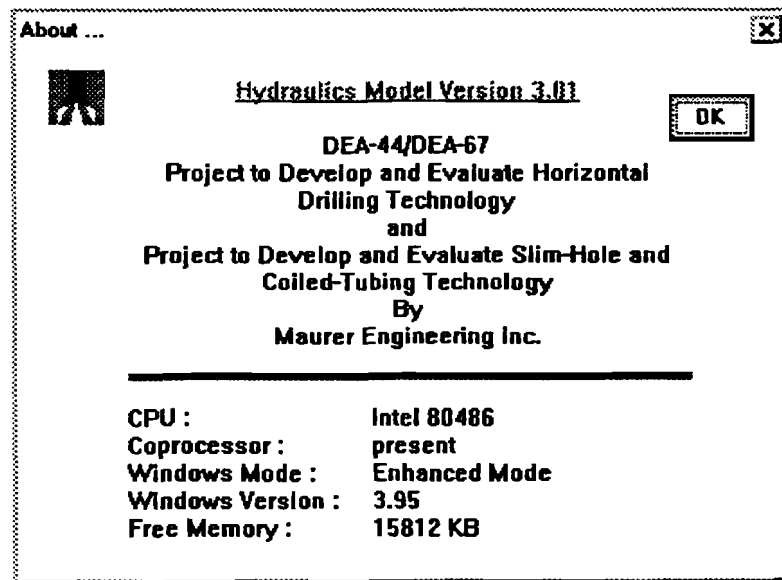 About ...
Hydraulics Model Version 3.01
OK
DEA-44/DEA-67
Project to Develop and Evaluate Horizontal
Drilling Technology
and
Project to Develop and Evaluate Slim-Hole and
Coiled-Tubing Technology
By
Maurer Engineering Inc.
CPU : Intel 80486
Coprocessor : present
Windows Mode : Enhanced Mode
Windows Version : 3.95
Free Memory : 15812 KB